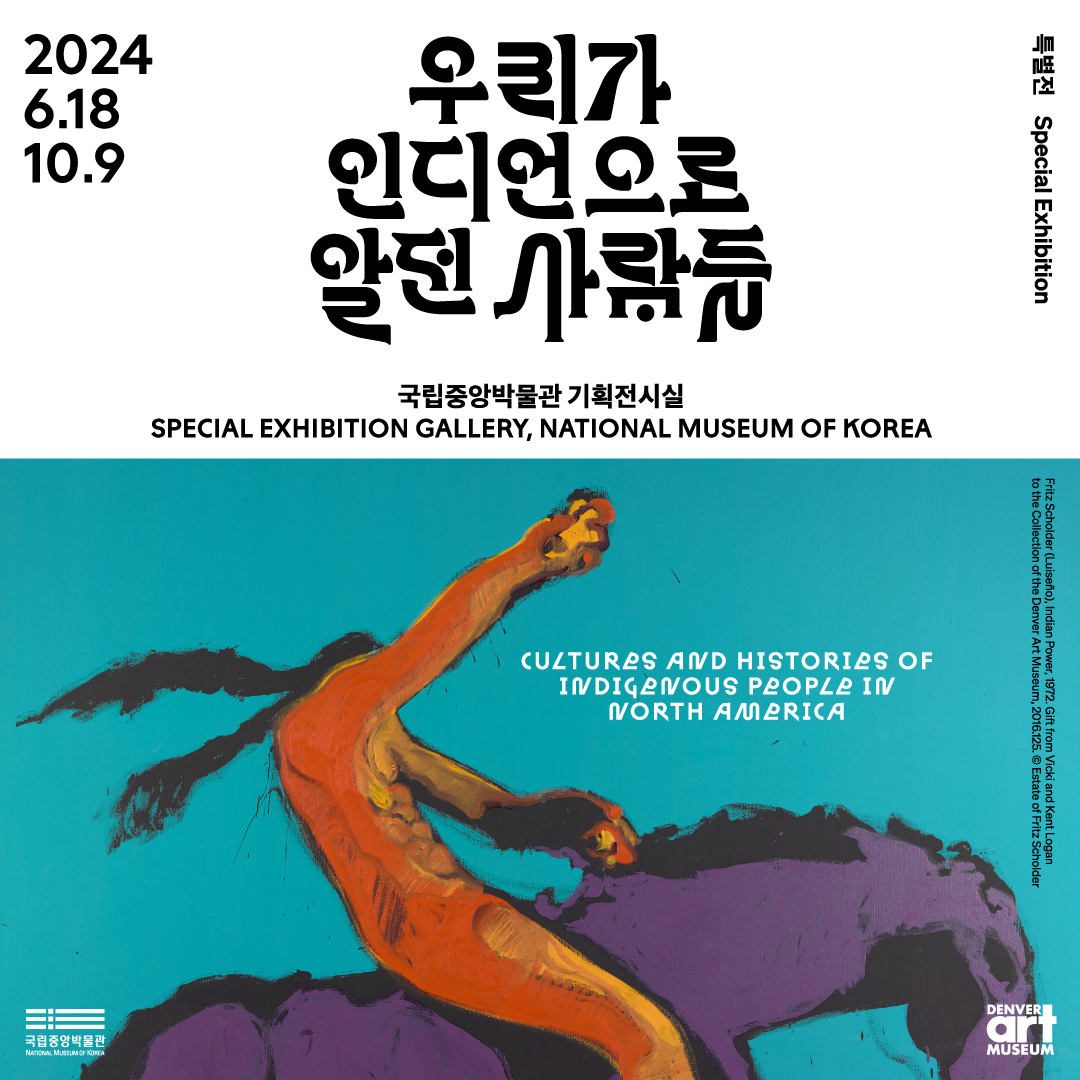 2024
6.18
10.9
우리가
인디언으로
알던 사람들
특별전 Special Exhibition
국립중앙박물관 기획전시실
SPECIAL EXHIBITION GALLERY, NATIONAL MUSEUM OF KOREA
CULTURES AND HISTORIES OF
INDIGENOUS PEOPLE IN
NORTH AMERICA
Fritz Scholder (Luiseño), Indian Power, 1972. Gift from Vicki and Kent Logan
to the Collection of the Denver Art Museum, 2016.125. © Estate of Fritz Scholder
국립중앙박물관
NATIONAL MUSEUM OF KOREA
DENVER
art
MUSEUM